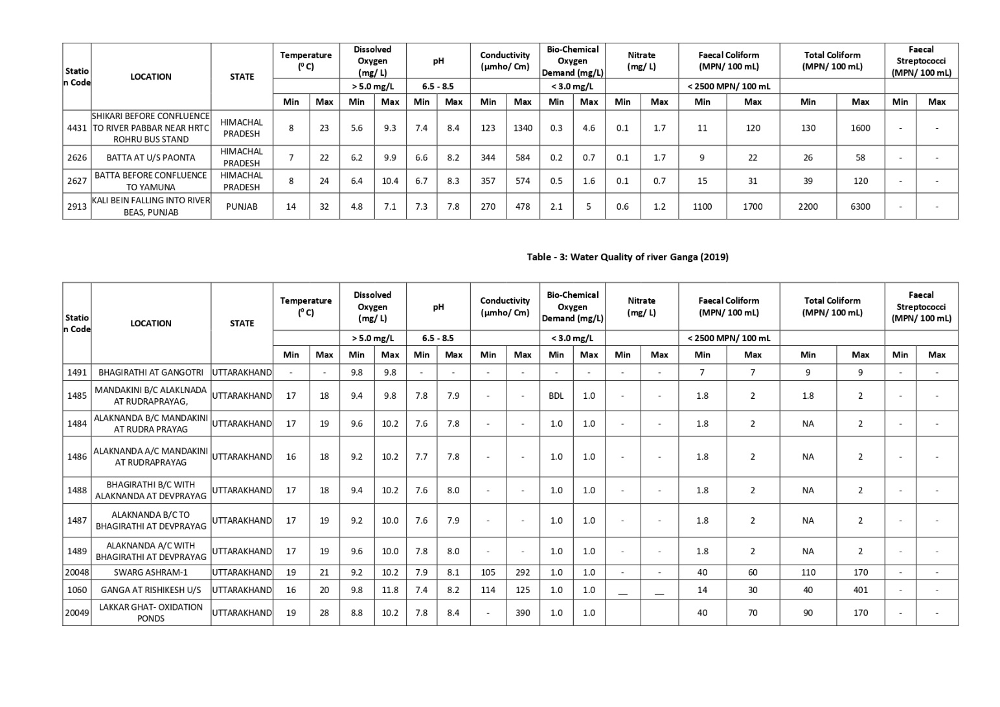 Statio n Code LOCATION STATE Temperature (⁰ C) Dissolved Oxygen (mg/ L) pH Conductivity (µmho/ Cm) Bio-Chemical Oxygen Demand (mg/L) Nitrate (mg/ L) Faecal Coliform (MPN/ 100 mL) Total Coliform (MPN/ 100 mL) Faecal Streptococci (MPN/ 100 mL)
> 5.0 mg/L 6.5 - 8.5 < 3.0 mg/L < 2500 MPN/ 100 mL
Min Max Min Max Min Max Min Max Min Max Min Max Min Max Min Max Min Max
4431 SHIKARI BEFORE CONFLUENCE TO RIVER PABBAR NEAR HRTC ROHRU BUS STAND HIMACHAL PRADESH 8 23 5.6 9.3 7.4 8.4 123 1340 0.3 4.6 0.1 1.7 11 120 130 1600 - -
2626 BATTA AT U/S PAONTA HIMACHAL PRADESH 7 22 6.2 9.9 6.6 8.2 344 584 0.2 0.7 0.1 1.7 9 22 26 58 - -
2627 BATTA BEFORE CONFLUENCE TO YAMUNA HIMACHAL PRADESH 8 24 6.4 10.4 6.7 8.3 357 574 0.5 1.6 0.1 0.7 15 31 39 120 - -
2913 KALI BEIN FALLING INTO RIVER BEAS, PUNJAB PUNJAB 14 32 4.8 7.1 7.3 7.8 270 478 2.1 5 0.6 1.2 1100 1700 2200 6300 - -
Table - 3: Water Quality of river Ganga (2019)
Statio n Code LOCATION STATE Temperature (⁰ C) Dissolved Oxygen (mg/ L) pH Conductivity (µmho/ Cm) Bio-Chemical Oxygen Demand (mg/L) Nitrate (mg/ L) Faecal Coliform (MPN/ 100 mL) Total Coliform (MPN/ 100 mL) Faecal Streptococci (MPN/ 100 mL)
> 5.0 mg/L 6.5 - 8.5 < 3.0 mg/L < 2500 MPN/ 100 mL
Min Max Min Max Min Max Min Max Min Max Min Max Min Max Min Max Min Max
1491 BHAGIRATHI AT GANGOTRI UTTARAKHAND - - 9.8 9.8 - - - - - - - - 7 7 9 9 - -
1485 MANDAKINI B/C ALAKLNADA AT RUDRAPRAYAG, UTTARAKHAND 17 18 9.4 9.8 7.8 7.9 - - BDL 1.0 - - 1.8 2 1.8 2 - -
1484 ALAKNANDA B/C MANDAKINI AT RUDRA PRAYAG UTTARAKHAND 17 19 9.6 10.2 7.6 7.8 - - 1.0 1.0 - - 1.8 2 NA 2 - -
1486 ALAKNANDA A/C MANDAKINI AT RUDRAPRAYAG UTTARAKHAND 16 18 9.2 10.2 7.7 7.8 - - 1.0 1.0 - - 1.8 2 NA 2 - -
1488 BHAGIRATHI B/C WITH ALAKNANDA AT DEVPRAYAG UTTARAKHAND 17 18 9.4 10.2 7.6 8.0 - - 1.0 1.0 - - 1.8 2 NA 2 - -
1487 ALAKNANDA B/C TO BHAGIRATHI AT DEVPRAYAG UTTARAKHAND 17 19 9.2 10.0 7.6 7.9 - - 1.0 1.0 - - 1.8 2 NA 2 - -
1489 ALAKNANDA A/C WITH BHAGIRATHI AT DEVPRAYAG UTTARAKHAND 17 19 9.6 10.0 7.8 8.0 - - 1.0 1.0 - - 1.8 2 NA 2 - -
20048 SWARG ASHRAM-1 UTTARAKHAND 19 21 9.2 10.2 7.9 8.1 105 292 1.0 1.0 - - 40 60 110 170 - -
1060 GANGA AT RISHIKESH U/S UTTARAKHAND 16 20 9.8 11.8 7.4 8.2 114 125 1.0 1.0 __ __ 14 30 40 401 - -
20049 LAKKAR GHAT- OXIDATION PONDS UTTARAKHAND 19 28 8.8 10.2 7.8 8.4 - 390 1.0 1.0 40 70 90 170 - -